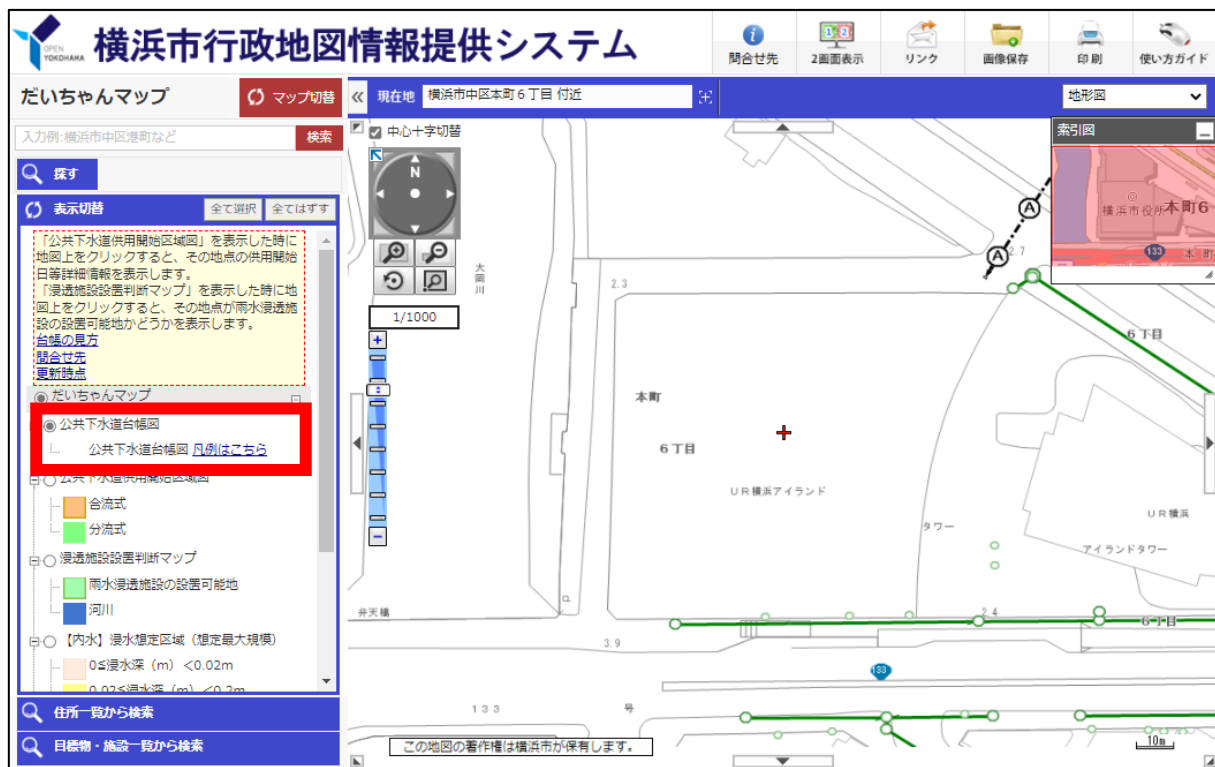 OPEN
YOKOHAMA
横浜市行政地図情報提供システム
問合せ先
2画面表示
リンク
画像保存
印刷
使い方ガイド
だいちゃんマップ
マップ切替
現在地
横浜市中区本町6丁目 付近
地形図
入力例:横浜市中区港町など
検索
探す
表示切替
全て選択
全てはずす
「公共下水道供用開始区域図」を表示した時に
地図上をクリックすると、その地点の供用開始
日等詳細情報を表示します。
「浸透施設設置判断マップ」を表示した時に地
図上をクリックすると、その地点が雨水浸透施
設の設置可能地かどうかを表示します。
台帳の見方
問合せ先
更新時点
だいちゃんマップ
公共下水道台帳図
公共下水道台帳図 凡例はこちら
公共下水道供用開始区域図
合流式
分流式
浸透施設設置判断マップ
雨水浸透施設の設置可能地
河川
【内水】浸水想定区域(想定最大規模)
0≦浸水深(m)<0.02m
0.02≦浸水深(m)<0.2m
住所一覧から検索
目標物・施設一覧から検索
中心十字切替
N
1/1000
大岡川
2.3
A
A
2.7
索引図
横浜市役所
本町6
133
本町
6丁目
本町
6丁目
UR横浜アイランド
タワー
UR横浜
アイランドタワー
弁天橋
3.9
2.4
6丁目
133
133
号
この地図の著作権は横浜市が保有します。
10m